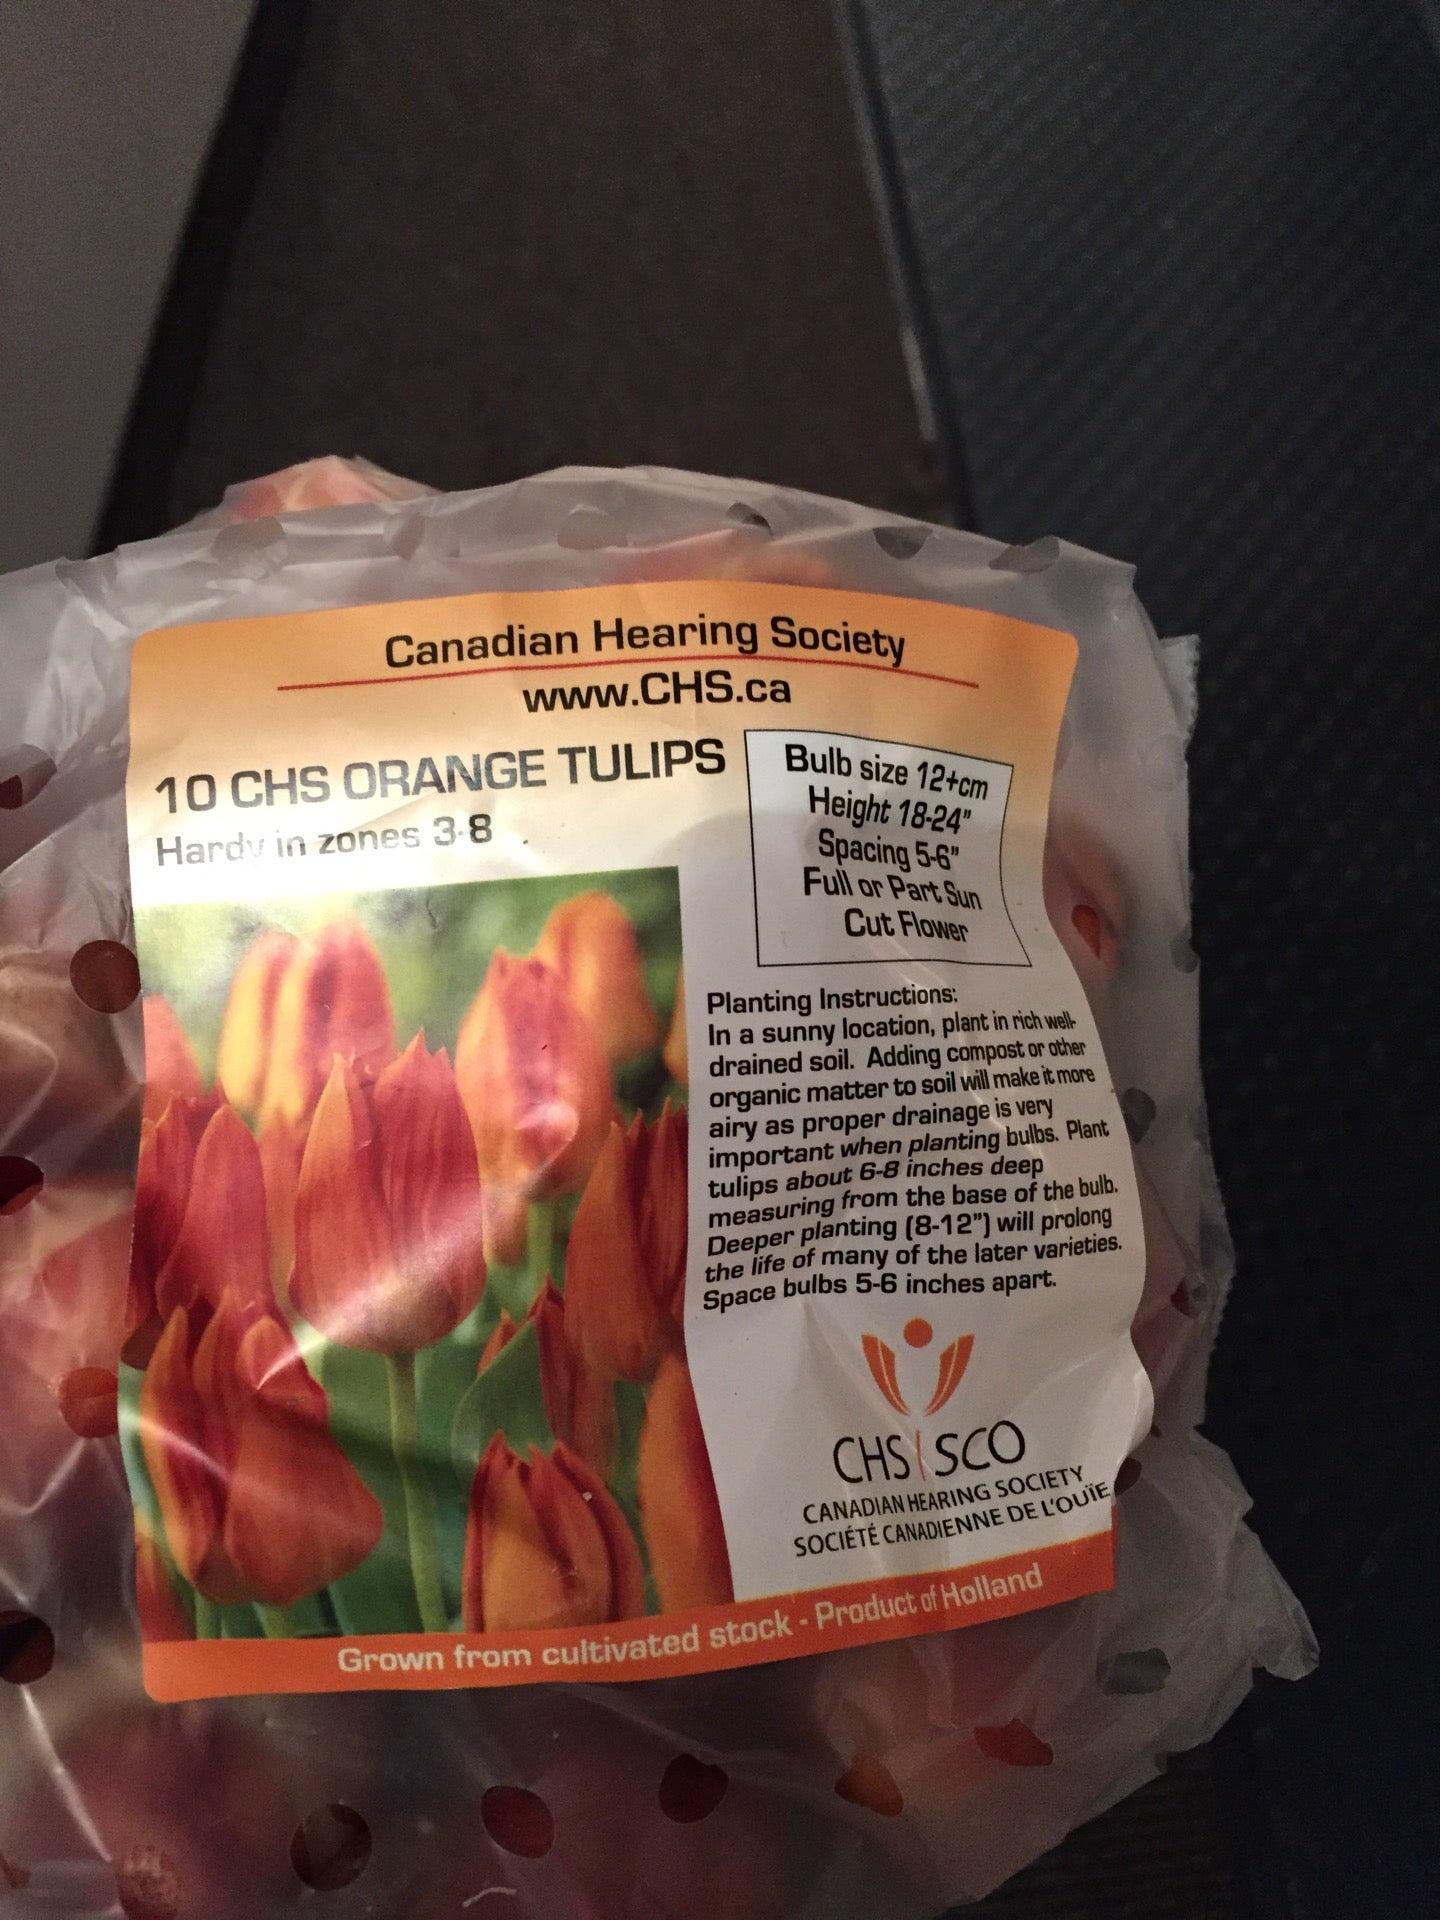 Canadian Hearing Society
www.CHS.ca
10 CHS ORANGE TULIPS
Hardy in zones 3-8
Bulb size 12+cm
Height 18-24"
Spacing 5-6"
Full or Part Sun
Cut Flower
Planting Instructions:
In a sunny location, plant in rich well-
drained soil. Adding compost or other
organic matter to soil will make it more
airy as proper drainage is very
important when planting bulbs. Plant
tulips about 6-8 inches deep
measuring from the base of the bulb.
Deeper planting (8-12") will prolong
the life of many of the later varieties.
Space bulbs 5-6 inches apart.
CHS | SCO
CANADIAN HEARING SOCIETY
SOCIÉTÉ CANADIENNE DE L'OUÏE
Grown from cultivated stock - Product of Holland